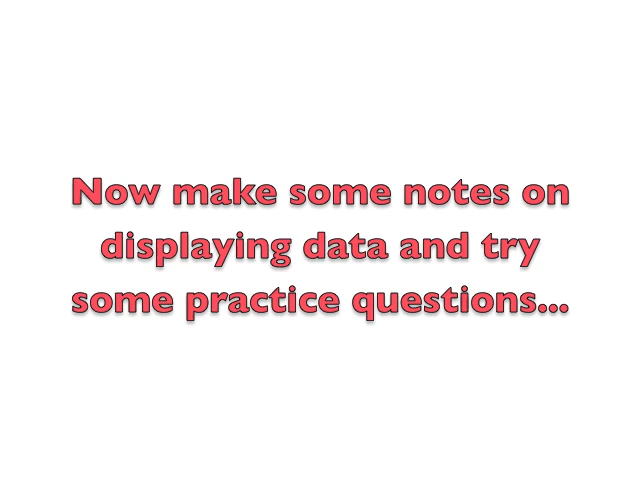 Now make some notes on
displaying data and try
some practice questions...